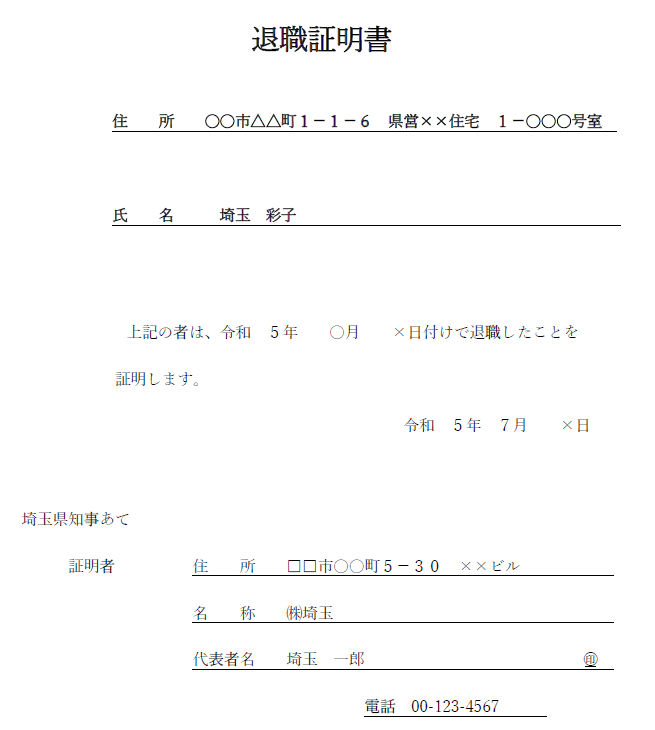 退職証明書
住　所　〇〇市△△町１－１－６　県営××住宅　１－〇〇〇号室
氏　名　埼玉　彩子
上記の者は、令和　５年　〇月　×日付けで退職したことを
証明します。
令和　５年　７月　×日
埼玉県知事あて
証明者　住　所　□□市〇〇町５－３０　××ビル
名　称　㈱埼玉
代表者名　埼玉　一郎　㊞
電話　00-123-4567